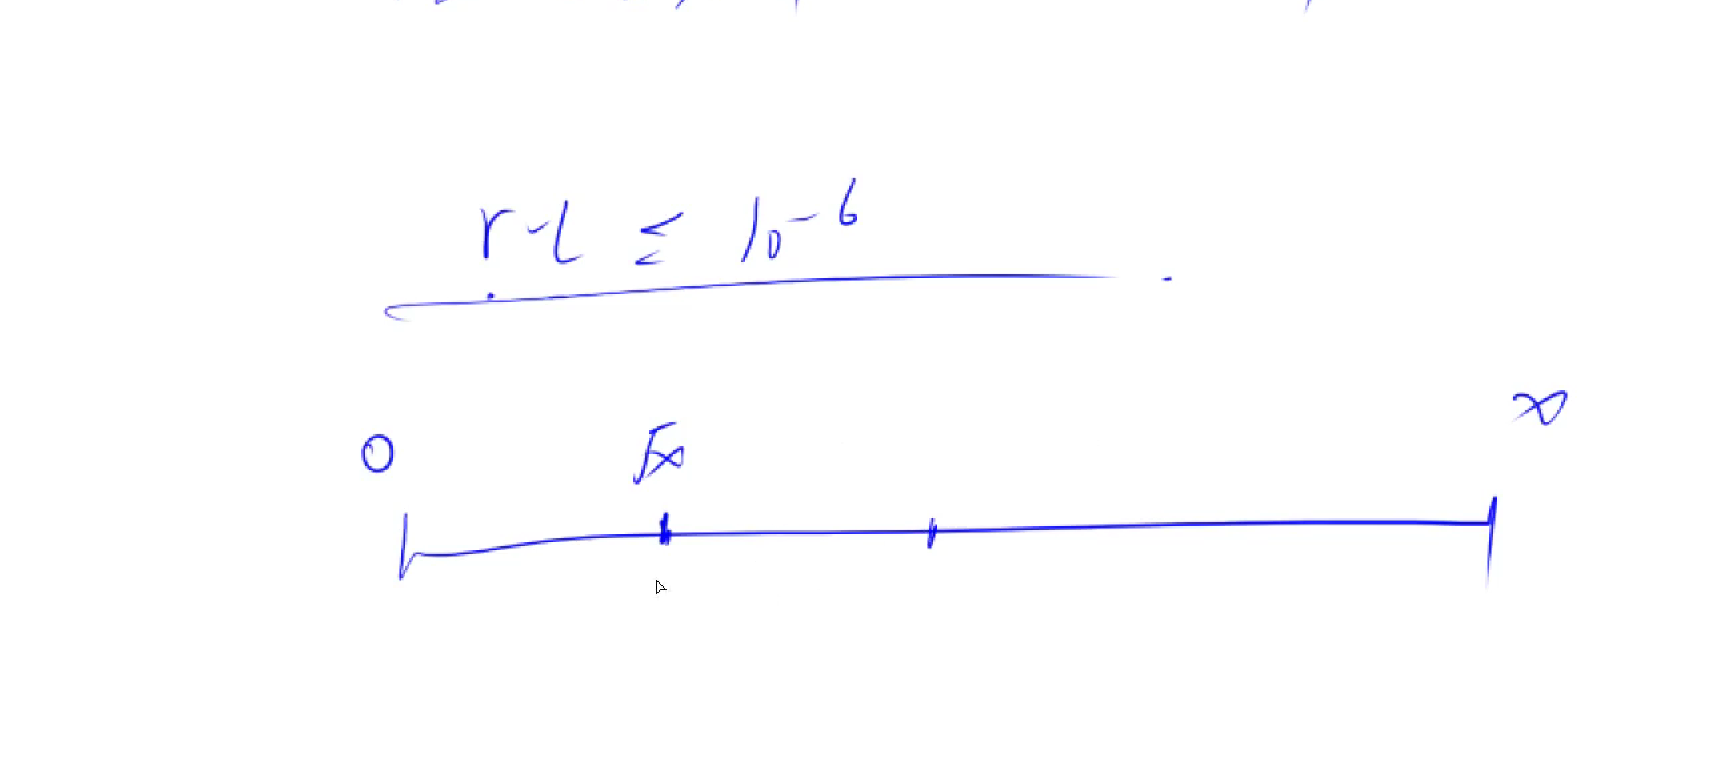 r-l ≤ 10⁻⁶
x
0 √x